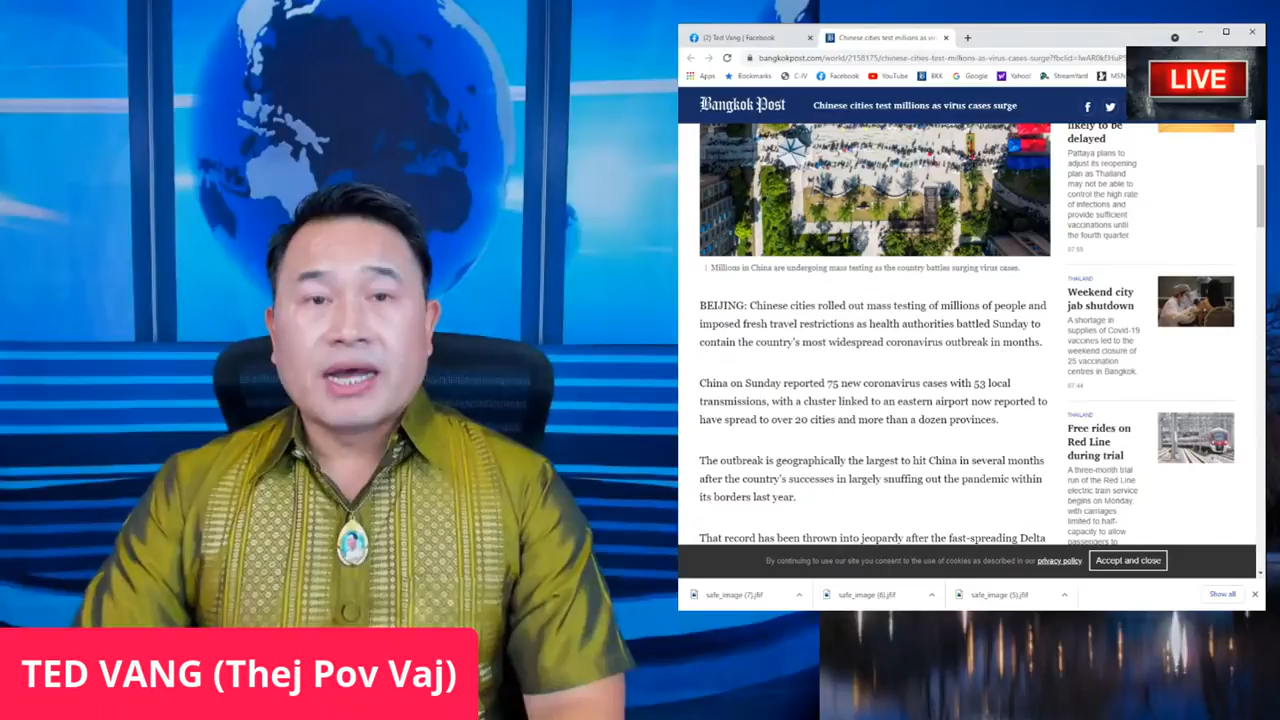 (2) Ted Vang | Facebook
Chinese cities test millions as vi
bangkokpost.com/world/2158175/chinese-cities-test-millions-as-virus-cases-surge?fbclid=
Apps
Bookmarks
C-IV
Facebook
YouTube
BKK
Google
Yahoo!
StreamYard
MSN
LIVE
Bangkok Post
Chinese cities test millions as virus cases surge
Millions in China are undergoing mass testing as the country battles surging virus cases.
BEIJING: Chinese cities rolled out mass testing of millions of people and
imposed fresh travel restrictions as health authorities battled Sunday to
contain the country's most widespread coronavirus outbreak in months.
China on Sunday reported 75 new coronavirus cases with 53 local
transmissions, with a cluster linked to an eastern airport now reported to
have spread to over 20 cities and more than a dozen provinces.
The outbreak is geographically the largest to hit China in several months
after the country's successes in largely snuffing out the pandemic within
its borders last year.
That record has been thrown into jeopardy after the fast-spreading Delta
likely to be
delayed
Pattaya plans to
adjust its reopening
plan as Thailand
may not be able to
control the high rate
of infections and
provide sufficient
vaccinations until
the fourth quarter.
07:55
THAILAND
Weekend city
jab shutdown
A shortage in
supplies of Covid-19
vaccines led to the
weekend closure of
25 vaccination
centres in Bangkok.
07:44
THAILAND
Free rides on
Red Line
during trial
A three-month trial
run of the Red Line
electric train service
begins on Monday,
with carriages
limited to half-
capacity to allow
passengers to
By continuing to use our site you consent to the use of cookies as described in our privacy policy
Accept and close
safe_image (7).jfif
safe_image (6).jfif
safe_image (5).jfif
Show all
TED VANG (Thej Pov Vaj)